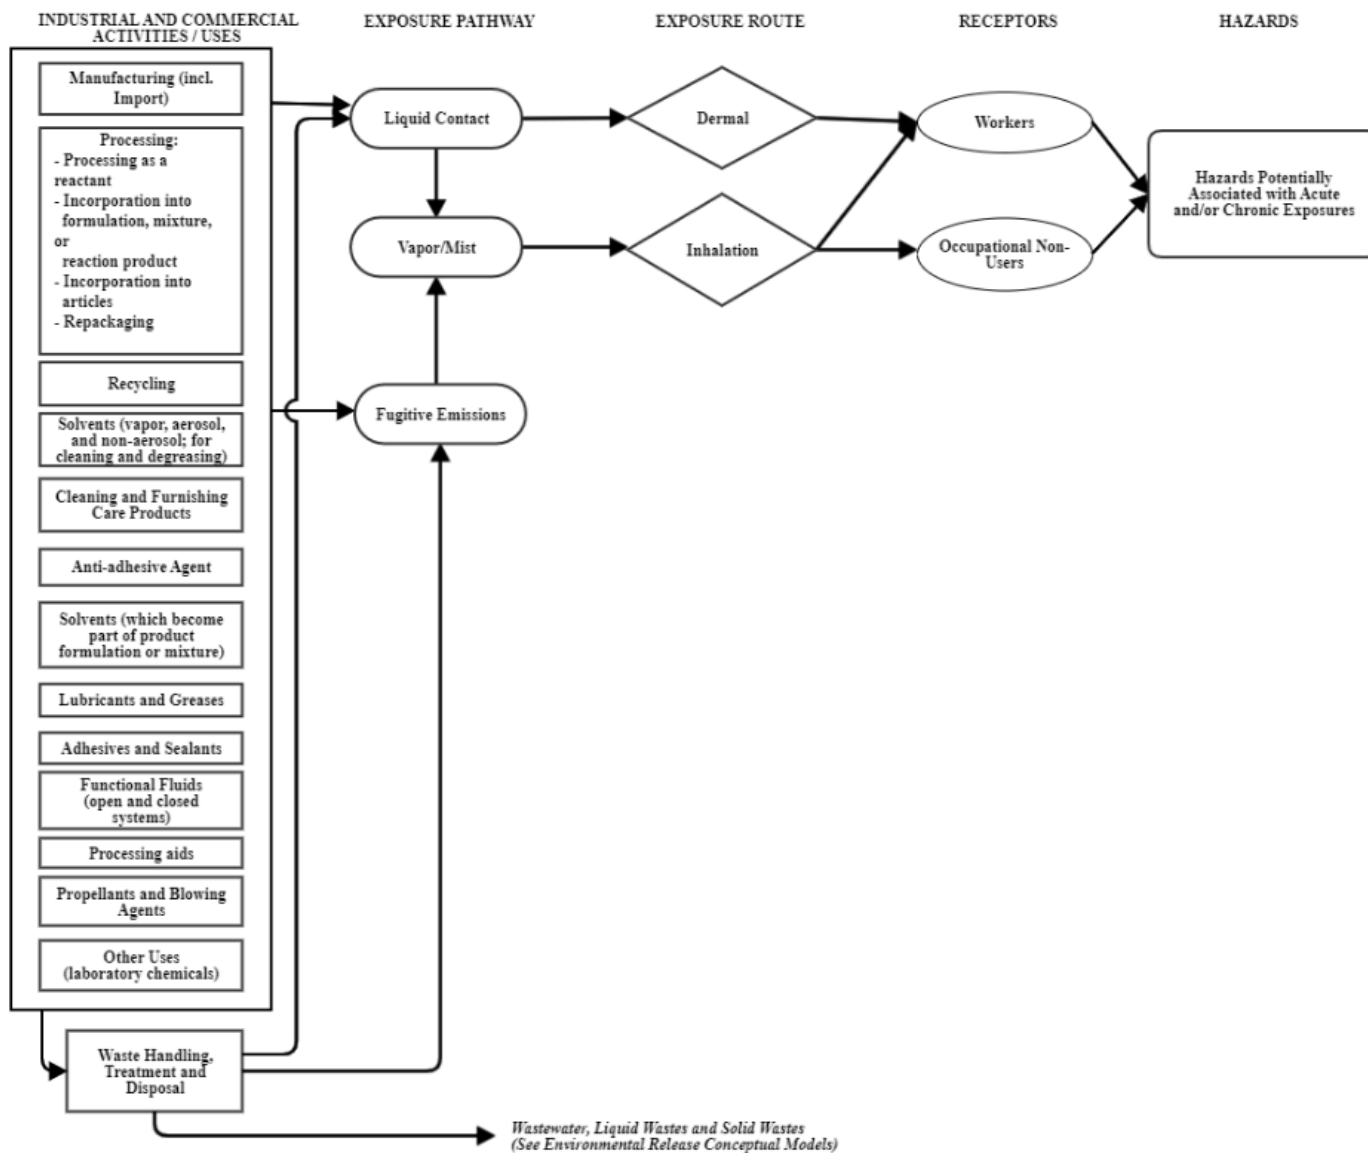 INDUSTRIAL AND COMMERCIAL
ACTIVITIES / USES
EXPOSURE PATHWAY
EXPOSURE ROUTE
RECEPTORS
HAZARDS
Manufacturing (incl.
Import)
Processing:
- Processing as a
reactant
- Incorporation into
formulation, mixture,
or
reaction product
- Incorporation into
articles
- Repackaging
Recycling
Solvents (vapor, aerosol,
and non-aerosol; for
cleaning and degreasing)
Cleaning and Furnishing
Care Products
Anti-adhesive Agent
Solvents (which become
part of product
formulation or mixture)
Lubricants and Greases
Adhesives and Sealants
Functional Fluids
(open and closed
systems)
Processing aids
Propellants and Blowing
Agents
Other Uses
(laboratory chemicals)
Waste Handling,
Treatment and
Disposal
Liquid Contact
Vapor/Mist
Fugitive Emissions
Dermal
Inhalation
Workers
Occupational Non-
Users
Hazards Potentially
Associated with Acute
and/or Chronic Exposures
Wastewater, Liquid Wastes and Solid Wastes
(See Environmental Release Conceptual Models)